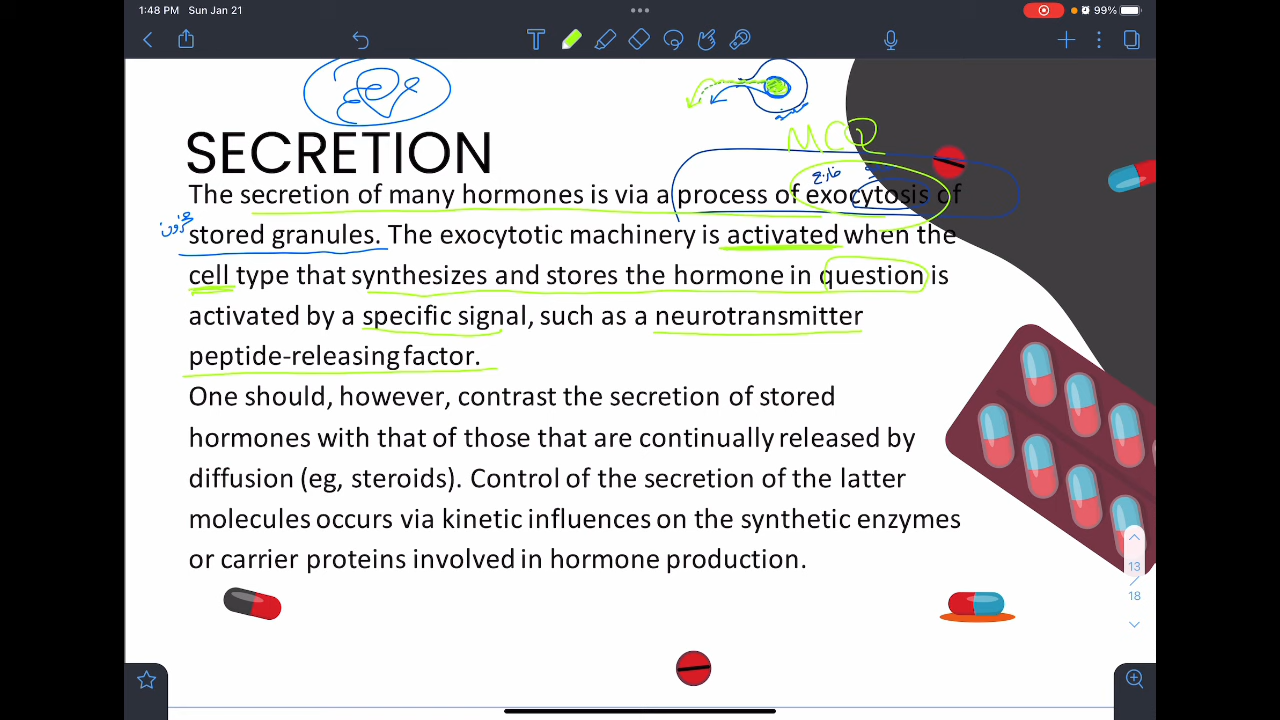 1:48 PM Sun Jan 21
99%
MCQ
SECRETION
خارج
The secretion of many hormones is via a process of exocytosis of
مخزون
stored granules. The exocytotic machinery is activated when the
cell type that synthesizes and stores the hormone in question is
activated by a specific signal, such as a neurotransmitter
peptide-releasing factor.
One should, however, contrast the secretion of stored
hormones with that of those that are continually released by
diffusion (eg, steroids). Control of the secretion of the latter
molecules occurs via kinetic influences on the synthetic enzymes
or carrier proteins involved in hormone production.
13
/
18